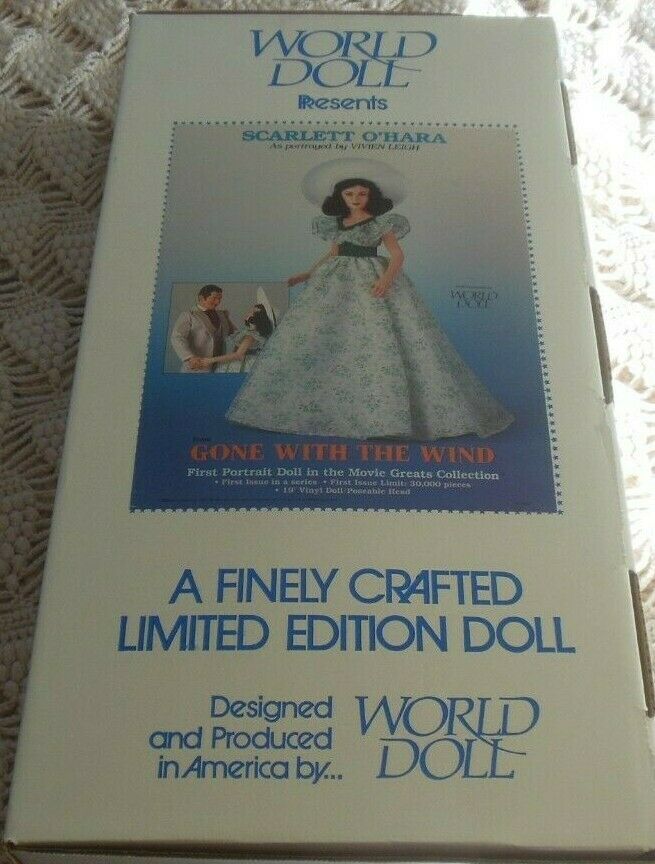 WORLD
DOLL
Presents
SCARLETT O'HARA
As portrayed by VIVIEN LEIGH
WORLD
DOLL
From
GONE WITH THE WIND
First Portrait Doll in the Movie Greats Collection
• First Issue in a series • First Issue Limit: 30,000 pieces
• 19" Vinyl Doll/Poseable Head
A FINELY CRAFTED
LIMITED EDITION DOLL
Designed
and Produced
in America by...
WORLD
DOLL